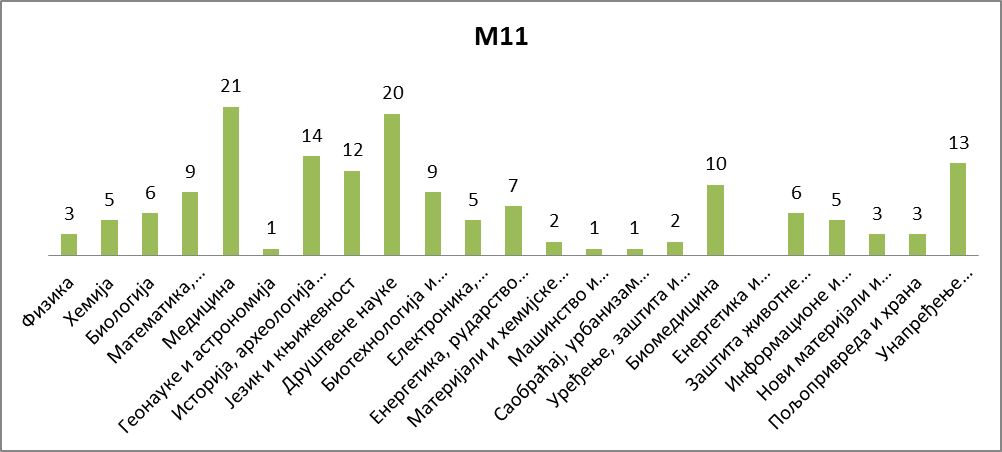 M11
3
5
6
9
21
1
14
12
20
9
5
7
2
1
1
2
10
6
5
3
3
13
Физика
Хемија
Биологија
Математика,...
Медицина
Геонауке и астрономија
Историја, археологија...
Језик и књижевност
Друштвене науке
Биотехнологија и...
Електроника,...
Енергетика, рударство...
Материјали и хемијске...
Машинство и...
Саобраћај, урбанизам...
Уређење, заштита и...
Биомедицина
Енергетика и...
Заштита животне...
Информационе и...
Нови материјали и...
Пољопривреда и храна
Унапређење...